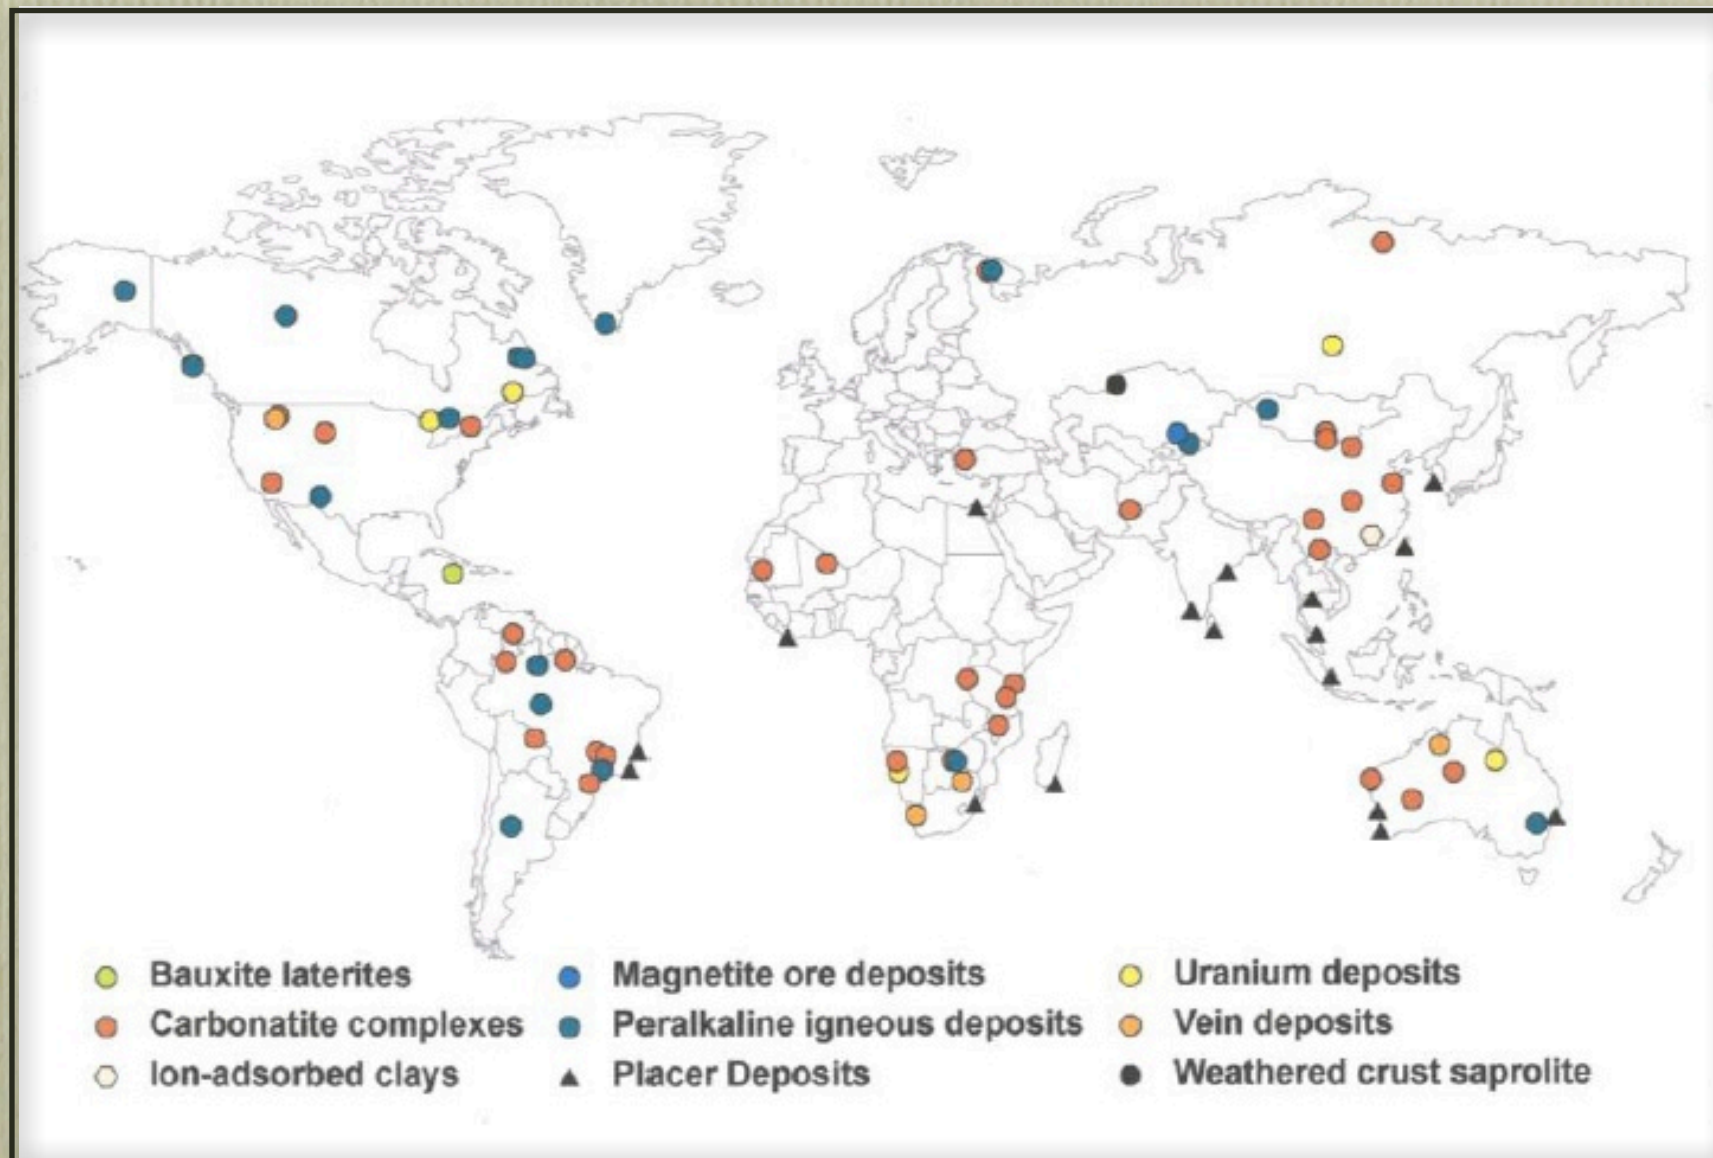 Bauxite laterites
Carbonatite complexes
Ion-adsorbed clays
Magnetite ore deposits
Peralkaline igneous deposits
Placer Deposits
Uranium deposits
Vein deposits
Weathered crust saprolite